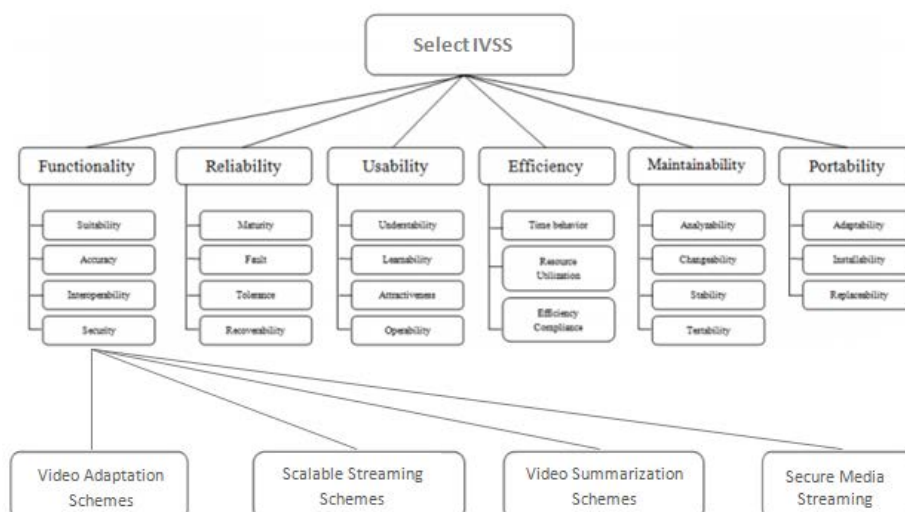 Select IVSS
Functionality
Reliability
Usability
Efficiency
Maintainability
Portability
Suitability
Maturity
Understability
Time behavior
Analyzability
Adaptability
Accuracy
Fault
Learnability
Resource
Utilization
Changeability
Installability
Interoperability
Tolerance
Attractiveness
Efficiency
Compliance
Stability
Replaceability
Security
Recoverability
Operability
Testability
Video Adaptation
Schemes
Scalable Streaming
Schemes
Video Summarization
Schemes
Secure Media
Streaming